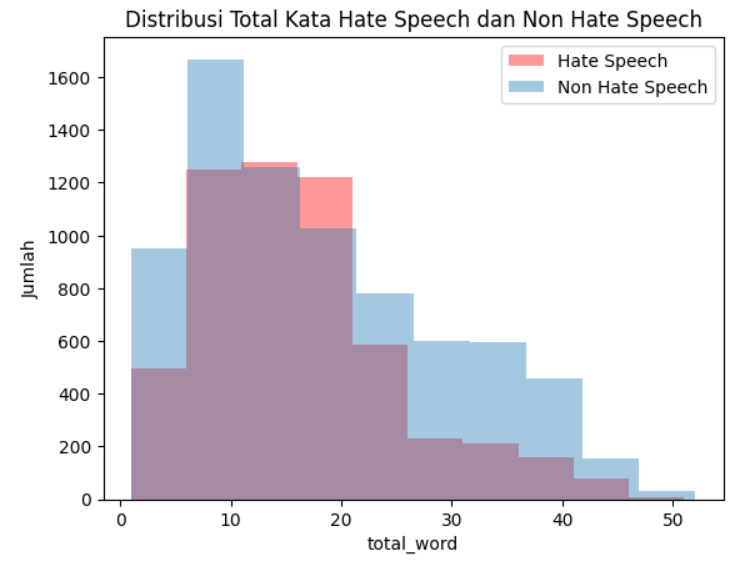 Distribusi Total Kata Hate Speech dan Non Hate Speech
Hate Speech
Non Hate Speech
Jumlah
1600
1400
1200
1000
800
600
400
200
0
0 10 20 30 40 50
total_word